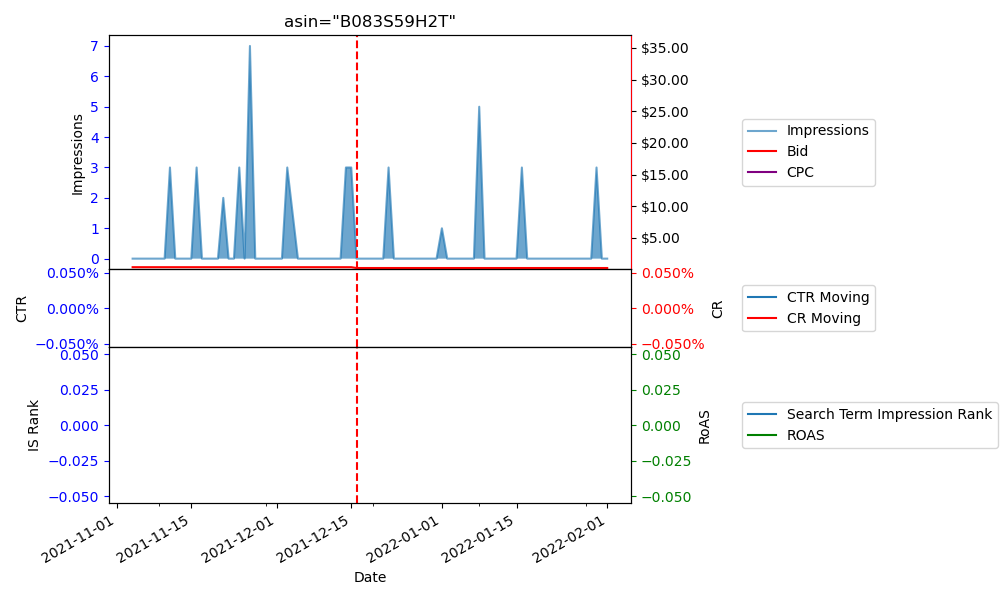 asin="B083S59H2T"
7
6
5
4
3
2
1
0
Impressions
$35.00
$30.00
$25.00
$20.00
$15.00
$10.00
$5.00
Impressions
Bid
CPC
0.050%
0.000%
−0.050%
CTR
0.050%
0.000%
−0.050%
CR
CTR Moving
CR Moving
0.050
0.025
0.000
−0.025
−0.050
IS Rank
0.050
0.025
0.000
−0.025
−0.050
RoAS
Search Term Impression Rank
ROAS
2021-11-01
2021-11-15
2021-12-01
2021-12-15
2022-01-01
2022-01-15
2022-02-01
Date